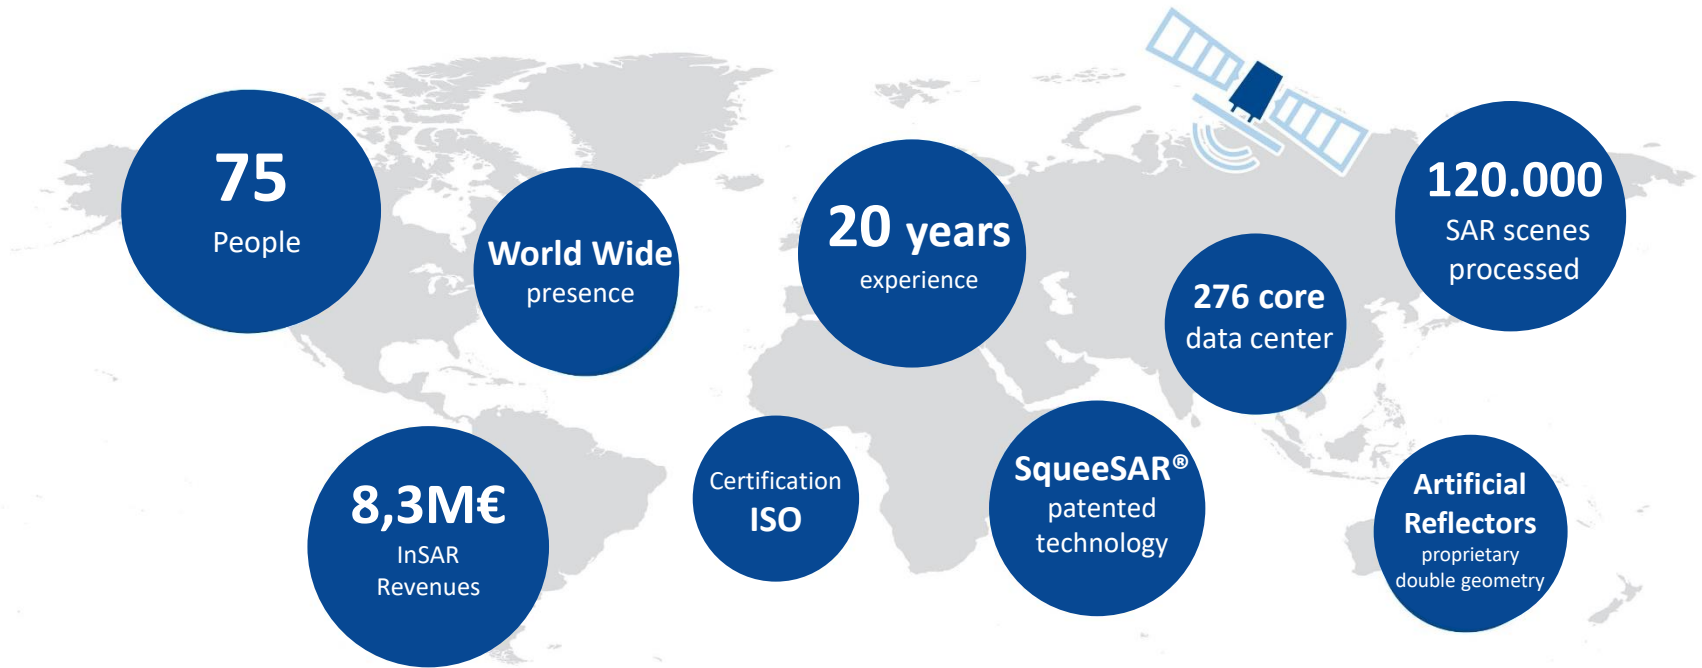 75
People
World Wide
presence
20 years
experience
276 core
data center
120.000
SAR scenes
processed
8,3M€
InSAR
Revenues
Certification
ISO
SqueeSAR®
patented
technology
Artificial
Reflectors
proprietary
double geometry